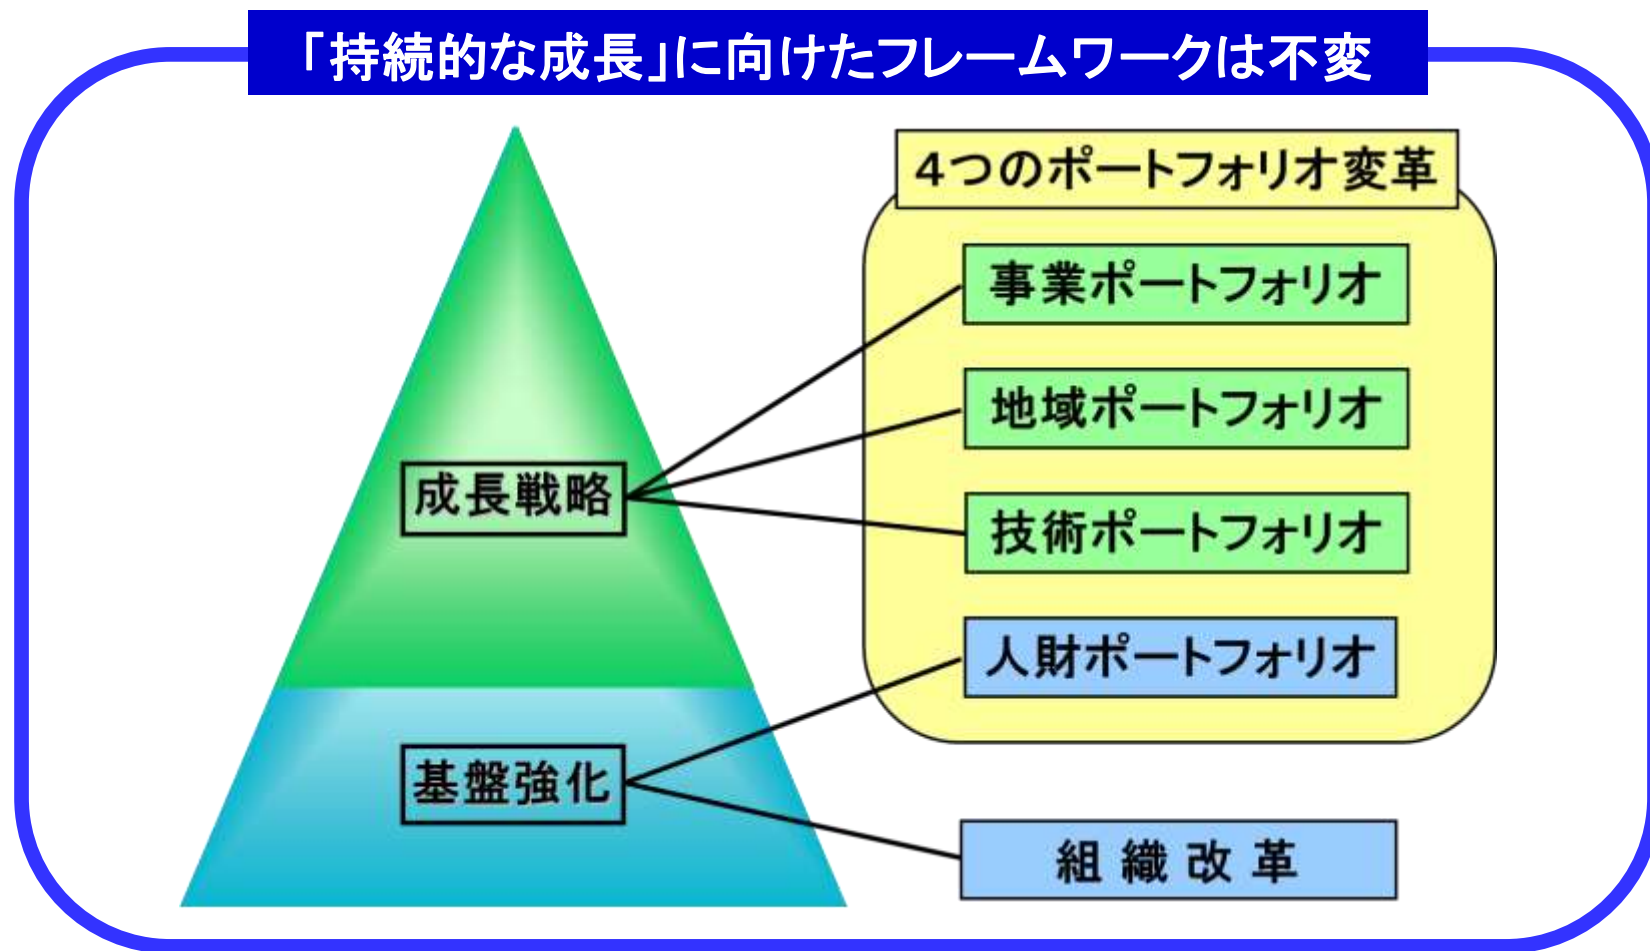 「持続的な成長」に向けたフレームワークは不変
4つのポートフォリオ変革
事業ポートフォリオ
地域ポートフォリオ
成長戦略
技術ポートフォリオ
人財ポートフォリオ
基盤強化
組織改革